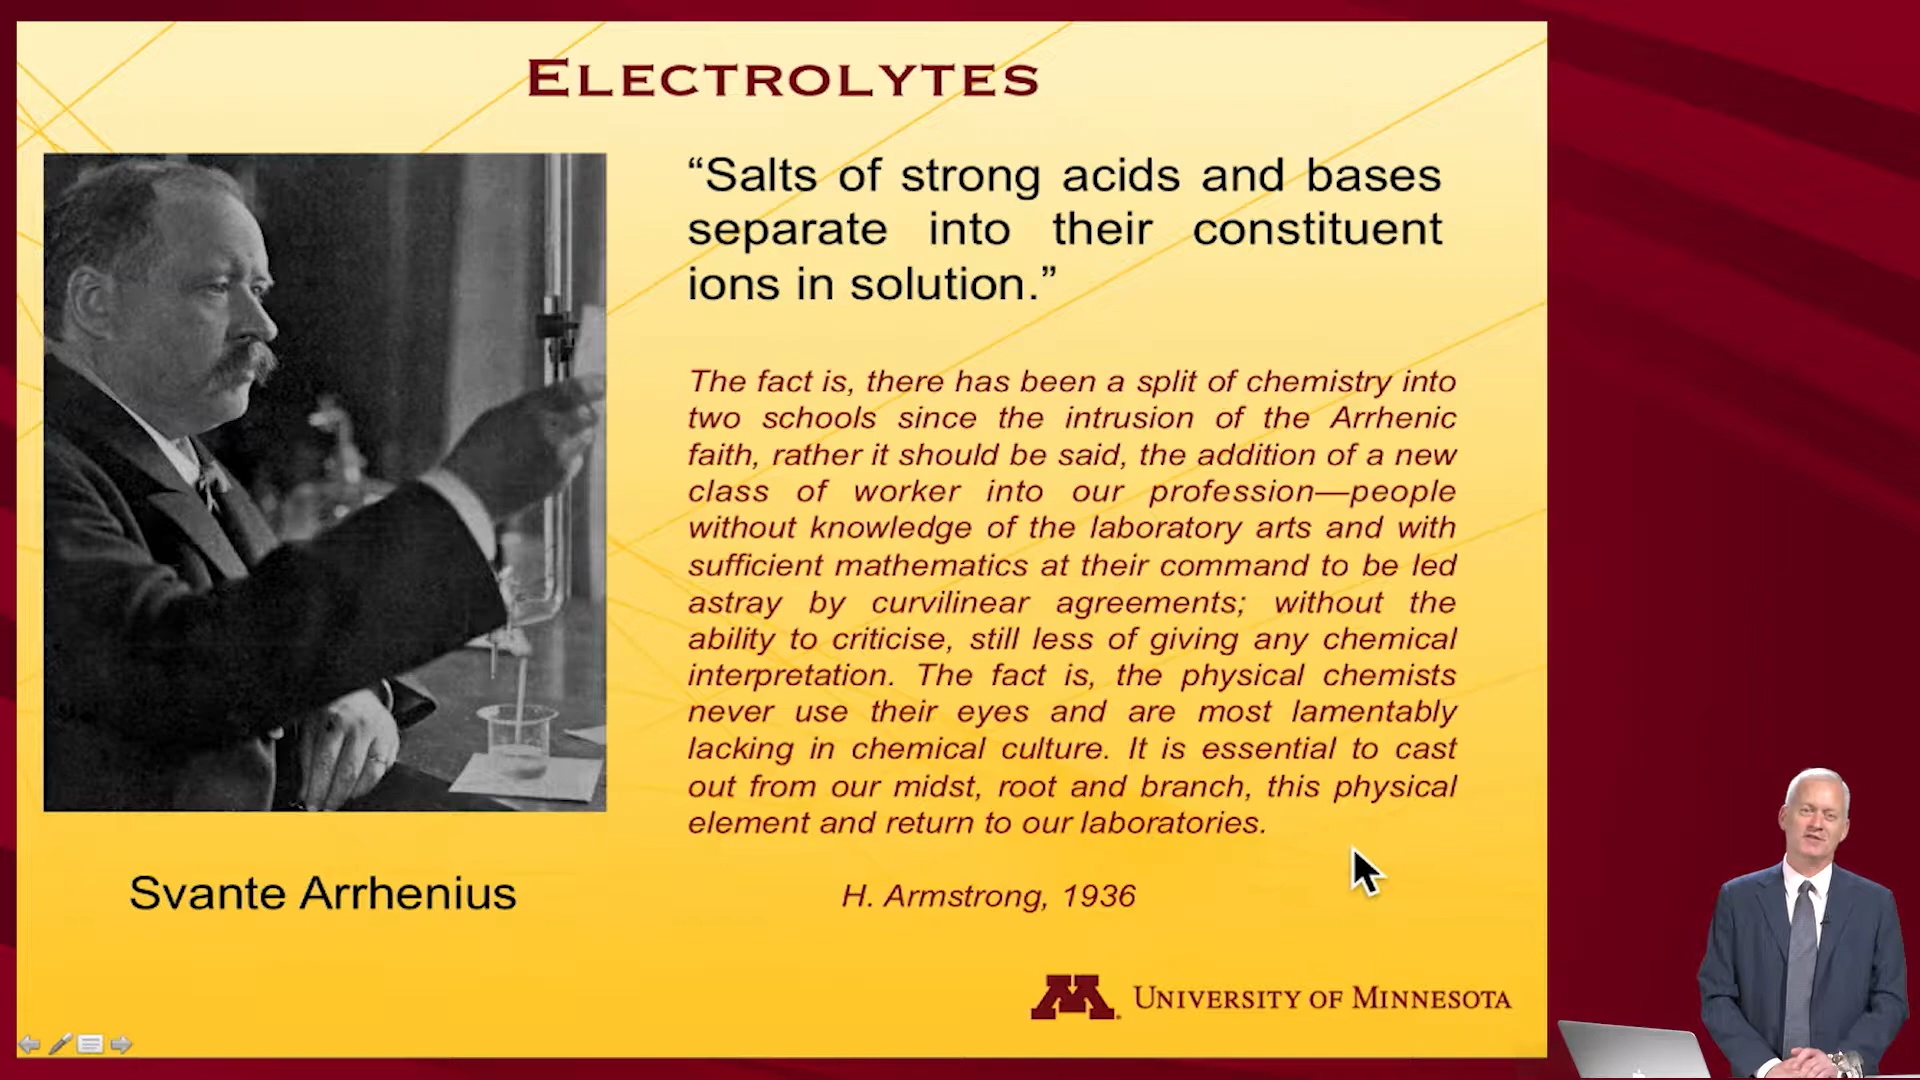 ELECTROLYTES
“Salts of strong acids and bases
separate into their constituent
ions in solution.”
The fact is, there has been a split of chemistry into
two schools since the intrusion of the Arrhenic
faith, rather it should be said, the addition of a new
class of worker into our profession—people
without knowledge of the laboratory arts and with
sufficient mathematics at their command to be led
astray by curvilinear agreements; without the
ability to criticise, still less of giving any chemical
interpretation. The fact is, the physical chemists
never use their eyes and are most lamentably
lacking in chemical culture. It is essential to cast
out from our midst, root and branch, this physical
element and return to our laboratories.
Svante Arrhenius
H. Armstrong, 1936
M UNIVERSITY OF MINNESOTA